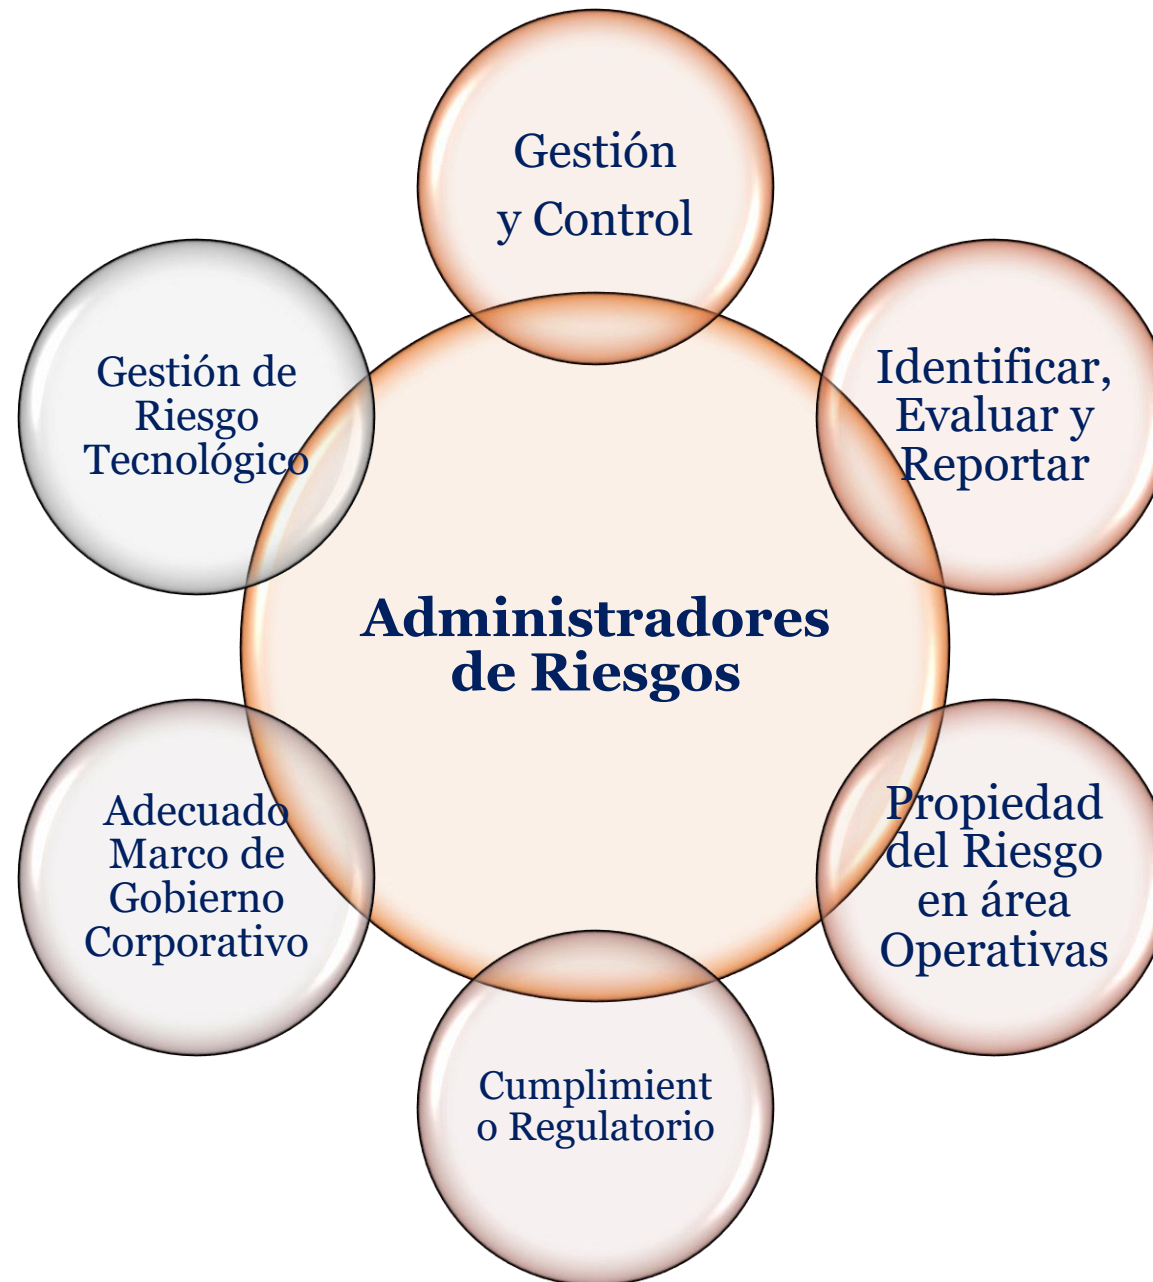 Gestión
y Control
Identificar,
Evaluar y
Reportar
Propiedad
del Riesgo
en área
Operativas
Cumplimient
o Regulatorio
Adecuado
Marco de
Gobierno
Corporativo
Gestión de
Riesgo
Tecnológico
Administradores
de Riesgos